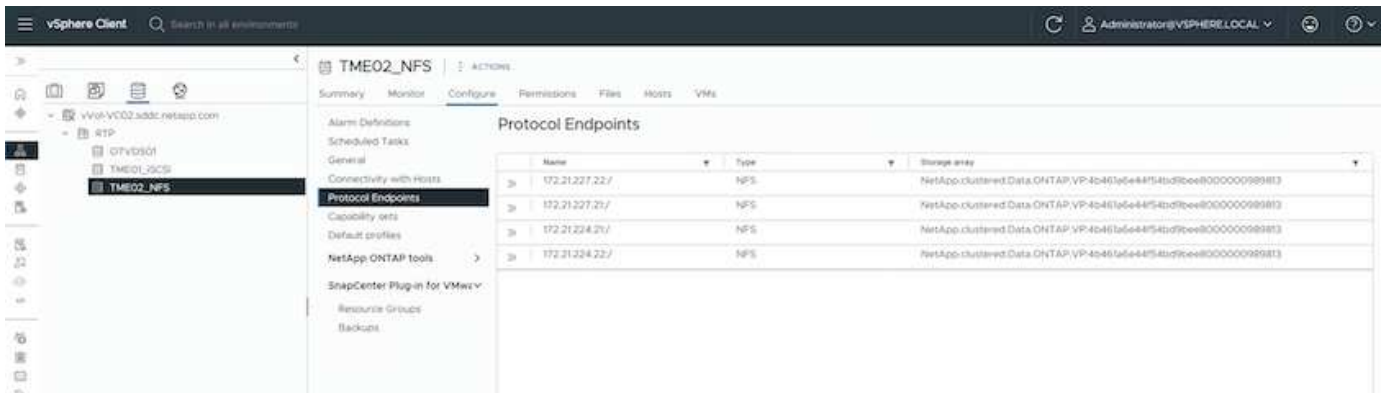 vSphere Client Search in all environments Administrator@VSPHERE.LOCAL
TME02_NFS ACTIONS
Summary Monitor Configure Permissions Files Hosts VMs
vVol-VC02.sddc.netapp.com
RTP
OTVDS01
TME01_iSCSI
TME02_NFS
Alarm Definitions
Scheduled Tasks
General
Connectivity with Hosts
Protocol Endpoints
Capability sets
Default profiles
NetApp ONTAP tools
SnapCenter Plug-in for VMwa
Resource Groups
Backups
Protocol Endpoints
Name Type Storage array
172.21.227.22:/ NFS NetApp.clustered.Data.ONTAP.VP:
172.21.227.21:/ NFS NetApp.clustered.Data.ONTAP.VP:
172.21.224.21:/ NFS NetApp.clustered.Data.ONTAP.VP:
172.21.224.22:/ NFS NetApp.clustered.Data.ONTAP.VP: